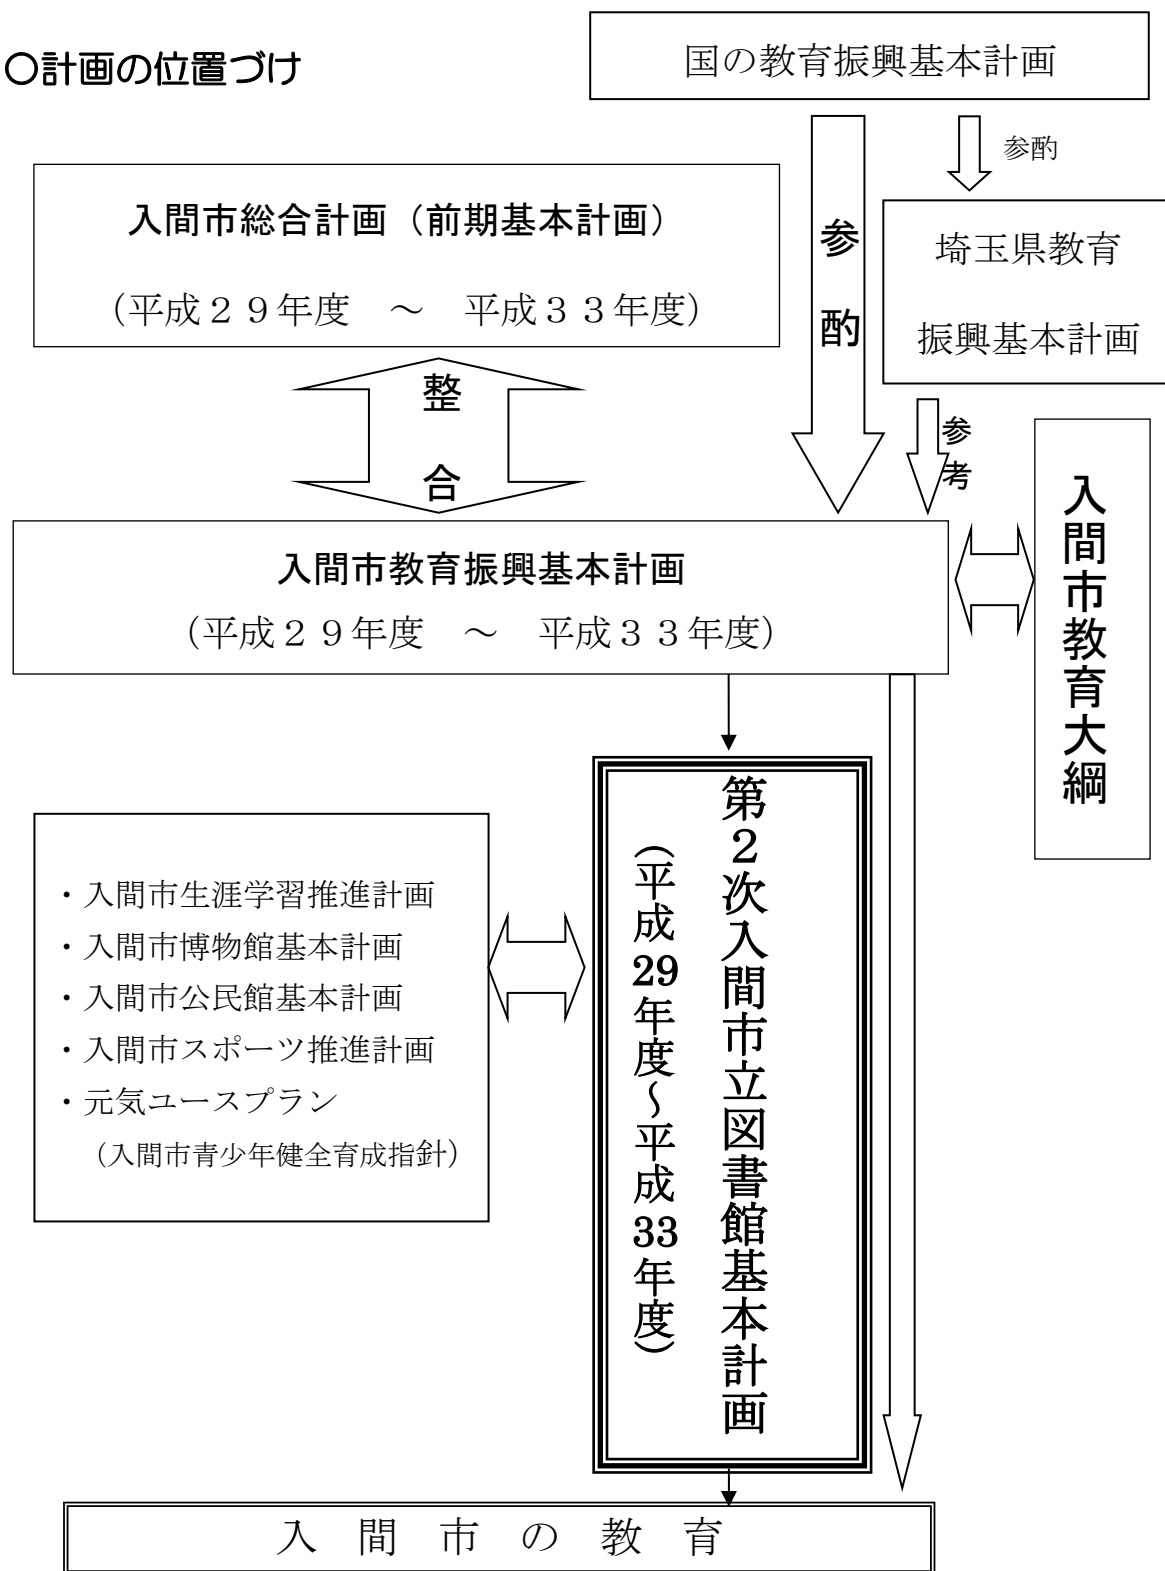 ○計画の位置づけ
国の教育振興基本計画
参酌
入間市総合計画（前期基本計画）
（平成２９年度　～　平成３３年度）
参酌
埼玉県教育
振興基本計画
整合
参考
入間市教育振興基本計画
（平成２９年度　～　平成３３年度）
入間市教育大綱
第２次入間市立図書館基本計画
（平成29年度～平成33年度）
・入間市生涯学習推進計画
・入間市博物館基本計画
・入間市公民館基本計画
・入間市スポーツ推進計画
・元気ユースプラン
（入間市青少年健全育成指針）
入　間　市　の　教　育